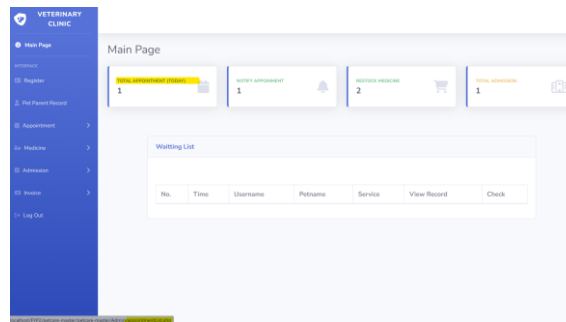 VETERINARY
CLINIC
Main Page
INTERFACE
Register
Pet Parent Record
Appointment
Medicine
Admission
Invoice
Log Out
Main Page
TOTAL APPOINTMENT (TODAY)
1
NOTIFY APPOINMENT
1
RESTOCK MEDICINE
2
TOTAL ADMISSION
1
Waitting List
No. Time Username Petname Service View Record Check